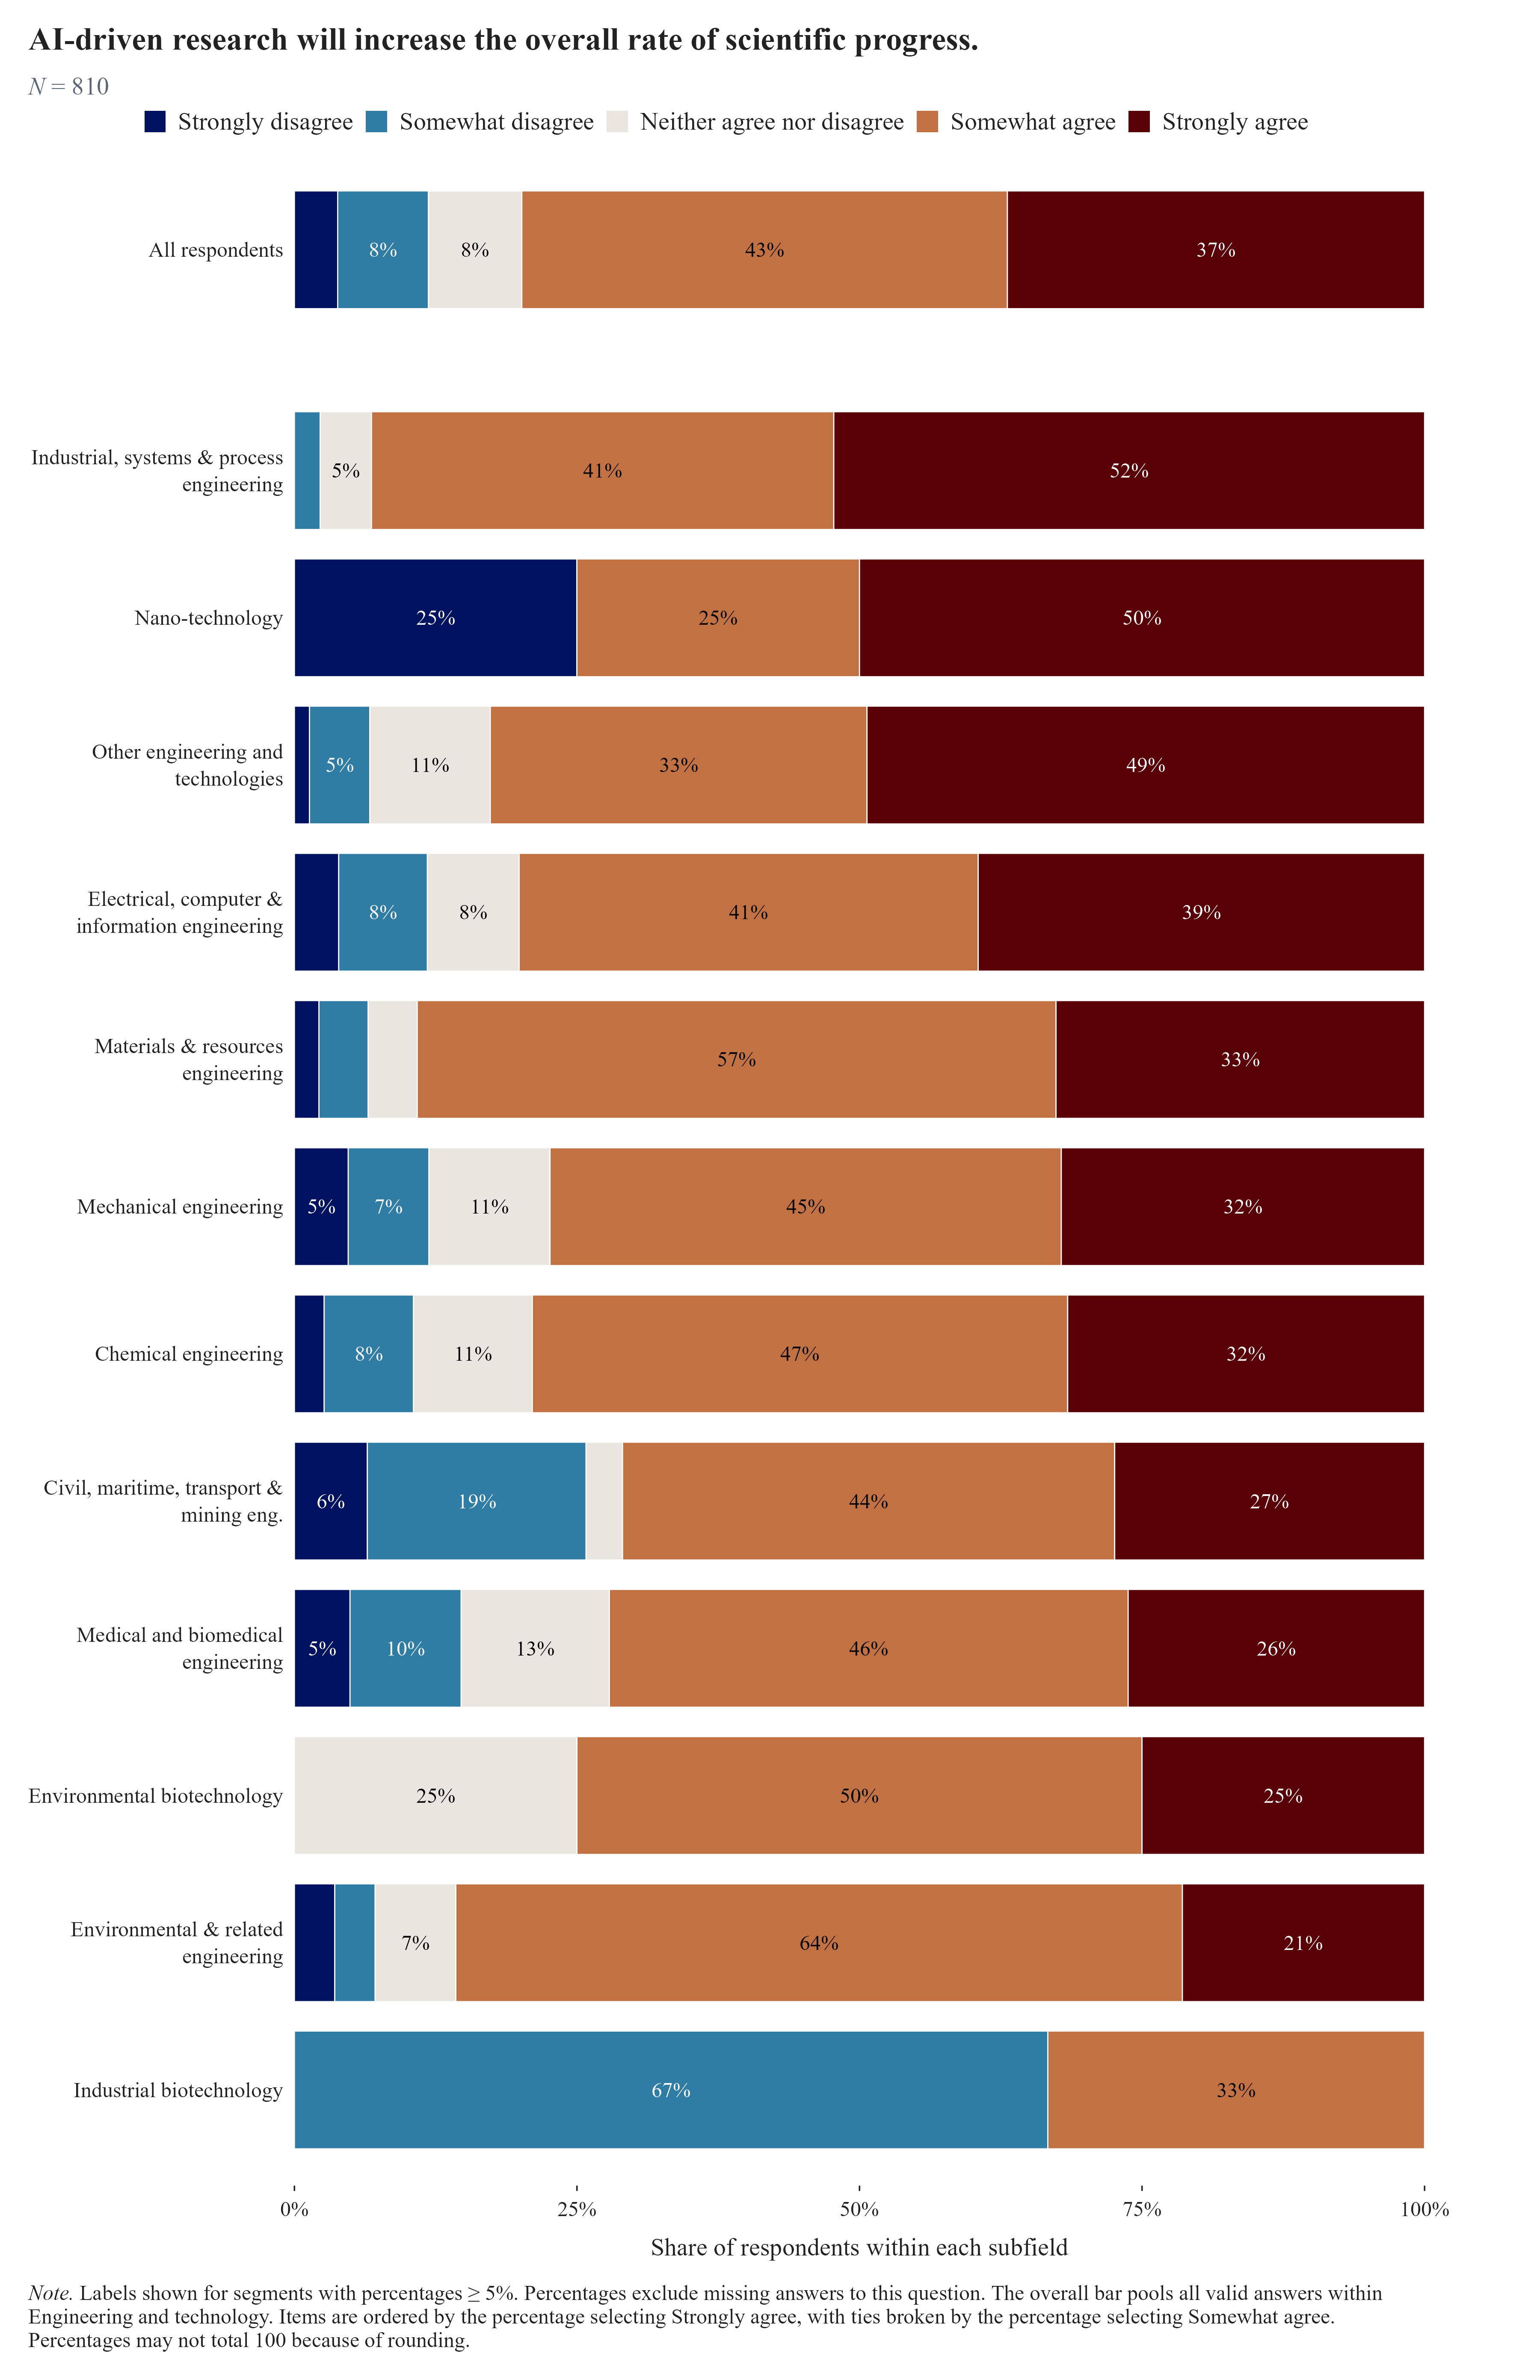 AI-driven research will increase the overall rate of scientific progress.
N = 810
Strongly disagree Somewhat disagree Neither agree nor disagree Somewhat agree Strongly agree
All respondents 8% 8% 43% 37%
Industrial, systems & process
engineering
5% 41% 52%
Nano-technology 25% 25% 50%
Other engineering and
technologies
5% 11% 33% 49%
Electrical, computer &
information engineering
8% 8% 41% 39%
Materials & resources
engineering
57% 33%
Mechanical engineering 5% 7% 11% 45% 32%
Chemical engineering 8% 11% 47% 32%
Civil, maritime, transport &
mining eng.
6% 19% 44% 27%
Medical and biomedical
engineering
5% 10% 13% 46% 26%
Environmental biotechnology 25% 50% 25%
Environmental & related
engineering
7% 64% 21%
Industrial biotechnology 67% 33%
0% 25% 50% 75% 100%
Share of respondents within each subfield
Note. Labels shown for segments with percentages ≥ 5%. Percentages exclude missing answers to this question. The overall bar pools all valid answers within
Engineering and technology. Items are ordered by the percentage selecting Strongly agree, with ties broken by the percentage selecting Somewhat agree.
Percentages may not total 100 because of rounding.